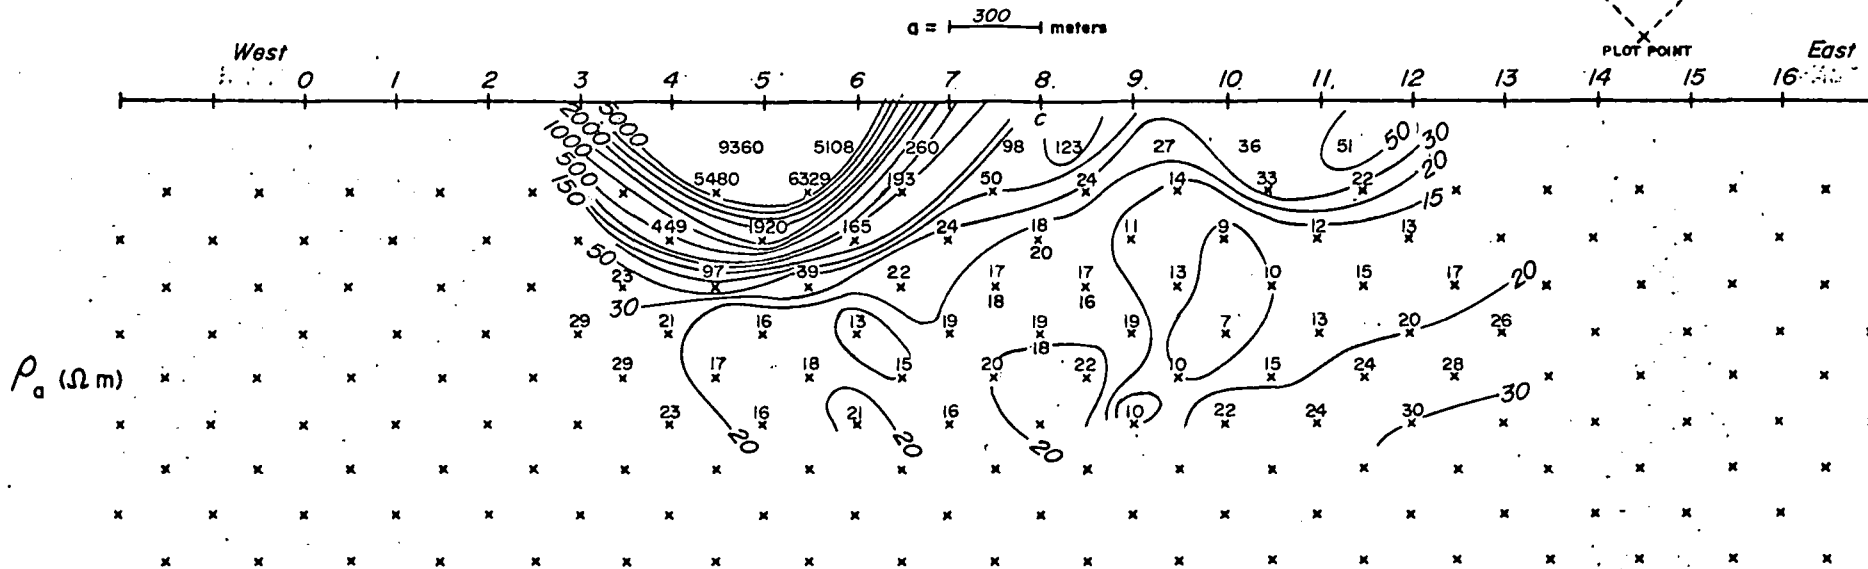 a = 300 meters
PLOT POINT
West East
0 1 2 3 4 5 6 7 8 9 10 11 12 13 14 15 16
c
5000
2000
1000
500
150
50
30
9360 5108 260 98 123 27 36 51 50 30
20
5480 6329 193 50 24 14 33 22
15
449 1920 165 24 18 11 9 12 13
20
23 97 39 22 17 17 13 10 15 17 20
18 16
29 21 16 13 19 19 19 7 13 20 26
18
ρa (Ωm)
29 17 18 15 20 22 10 15 24 28
30
23 16 21 16 10 22 24 30
20 20 20